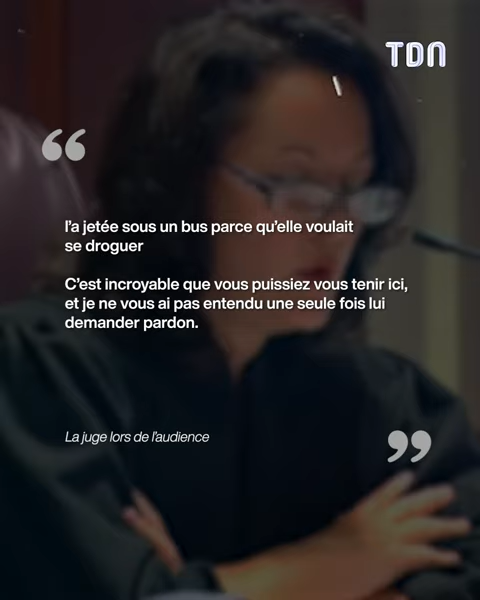 TDN
“
l’a jetée sous un bus parce qu’elle voulait
se droguer
C’est incroyable que vous puissiez vous tenir ici,
et je ne vous ai pas entendu une seule fois lui
demander pardon.
La juge lors de l’audience
”